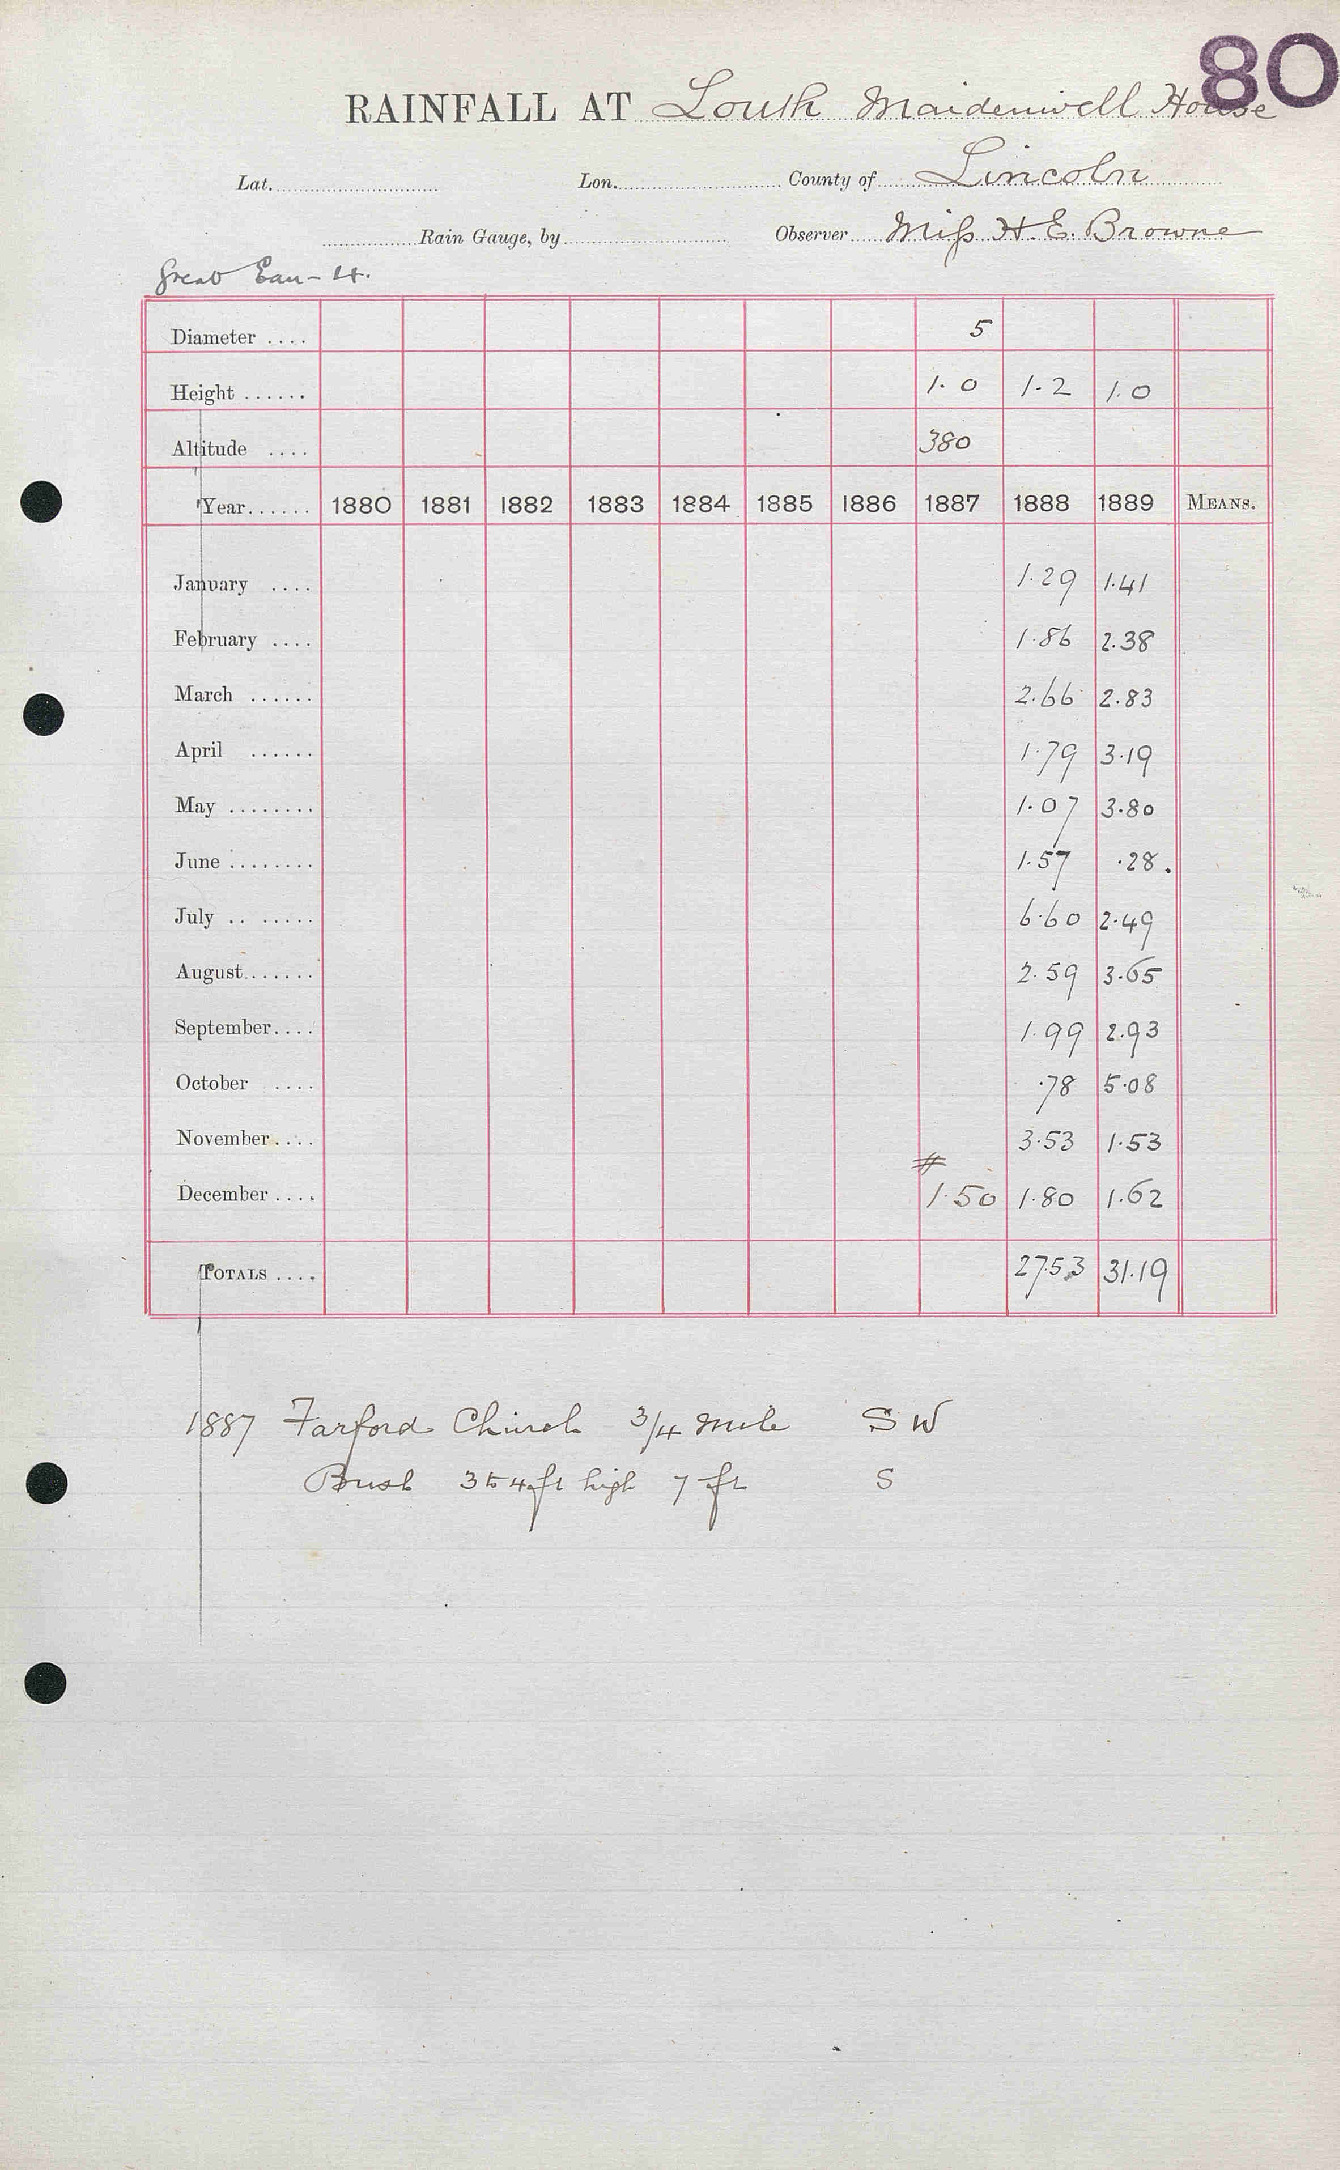 80
RAINFALL AT Louth Maidenwell House
Lat. Lon. County of Lincoln
Rain Gauge, by Observer Miss H. E. Browne
Great Eau - 4.
Diameter .... 5
Height ...... 1.0 1.2 1.0
Altitude .... 380
Year...... 1880 1881 1882 1883 1884 1885 1886 1887 1888 1889 MEANS.
January .... 1.29 1.41
February .... 1.86 2.38
March ...... 2.66 2.83
April ...... 1.79 3.19
May ........ 1.07 3.80
June ........ 1.57 .28.
July .. ...... 6.60 2.49
August....... 2.59 3.65
September.... 1.99 2.93
October .... .78 5.08
November.... 3.53 1.53
#
December .... 1.50 1.80 1.62
TOTALS .... 27.53 31.19
1887 Farford Church 3/4 mile SW
Bush 3 to 4 ft high 7 ft S